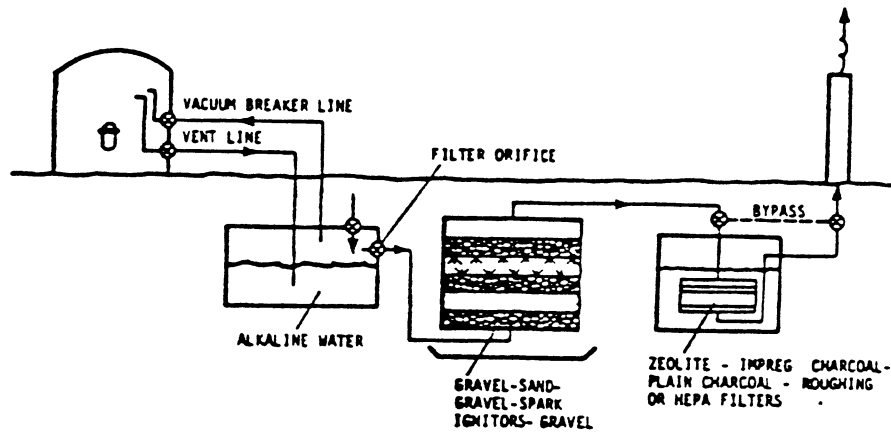 VACUUM BREAKER LINE
VENT LINE
FILTER ORIFICE
BYPASS
ALKALINE WATER
GRAVEL-SAND-
GRAVEL-SPARK
IGNITORS-GRAVEL
ZEOLITE - IMPREG CHARCOAL-
PLAIN CHARCOAL - ROUGHING
OR HEPA FILTERS